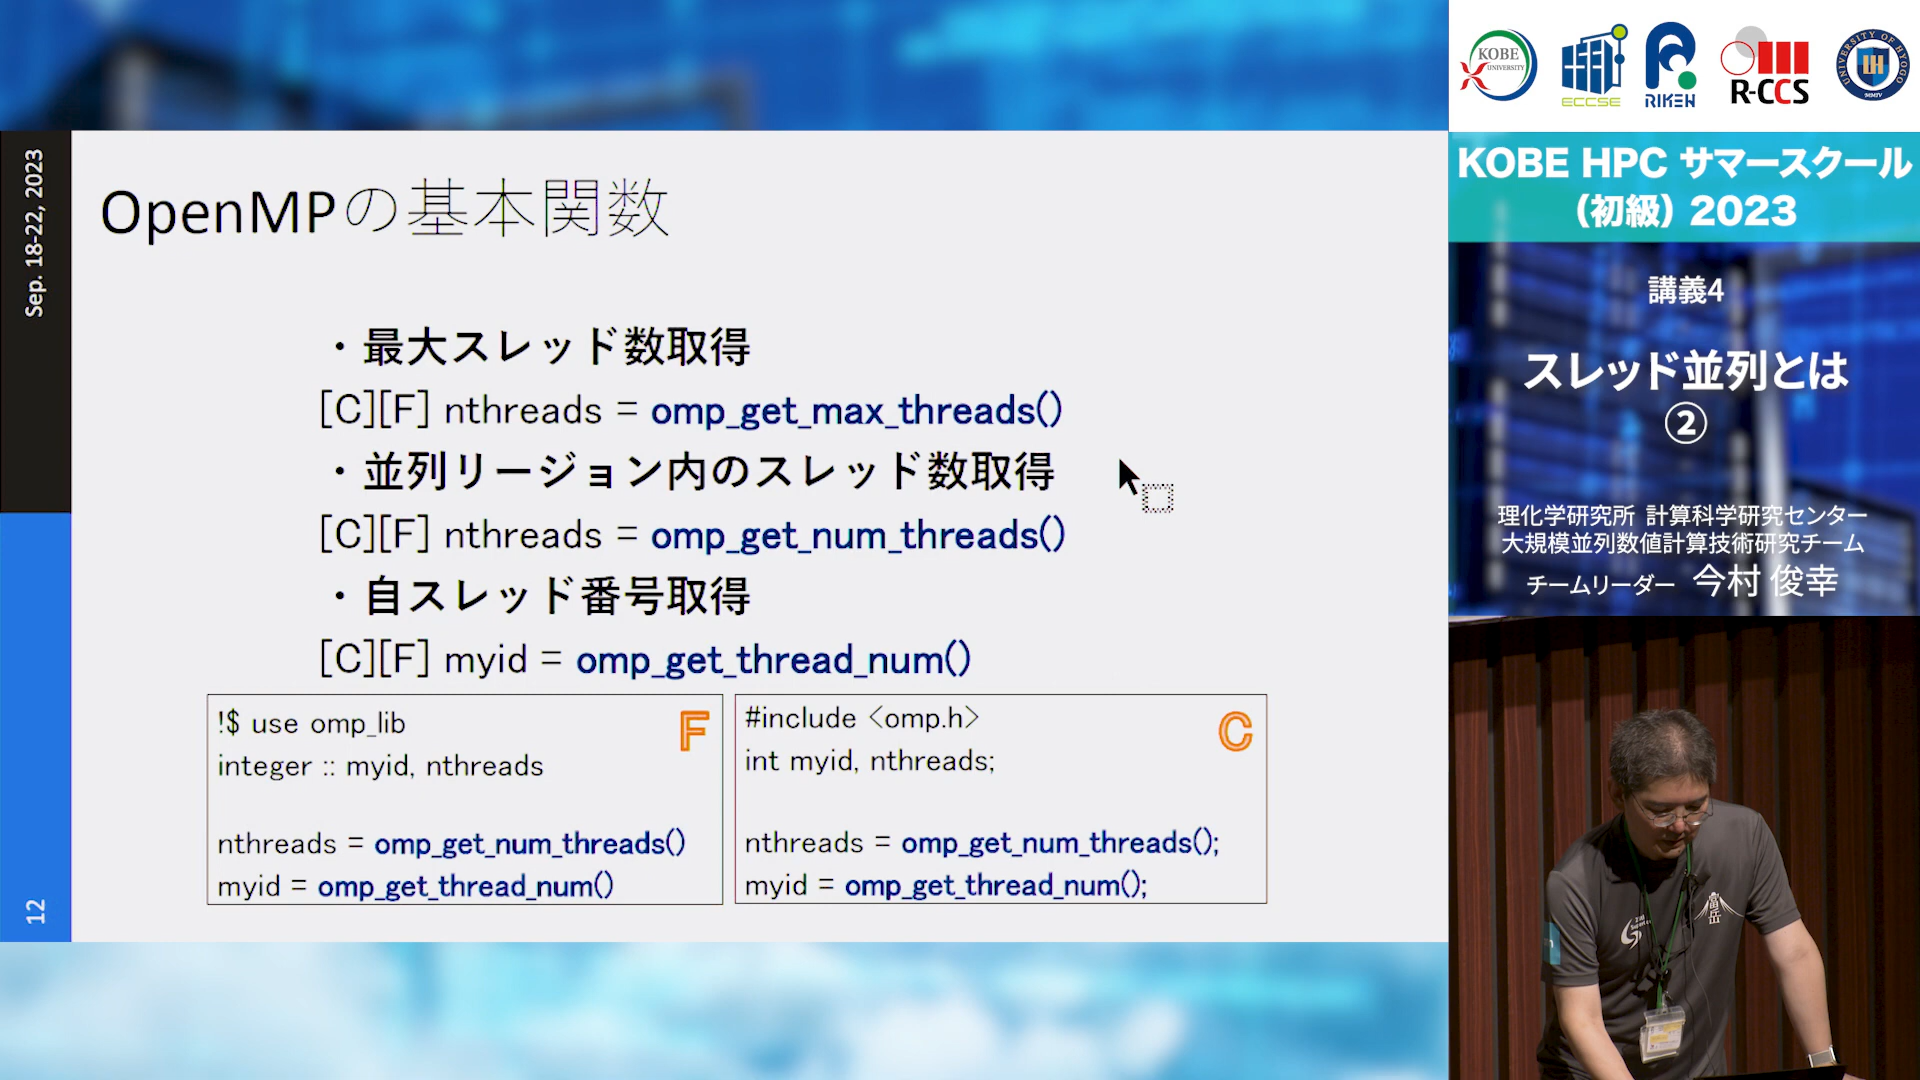 Sep. 18-22, 2023
12
OpenMPの基本関数
・最大スレッド数取得
[C][F] nthreads = omp_get_max_threads()
・並列リージョン内のスレッド数取得
[C][F] nthreads = omp_get_num_threads()
・自スレッド番号取得
[C][F] myid = omp_get_thread_num()
!$ use omp_lib
F
integer :: myid, nthreads
nthreads = omp_get_num_threads()
myid = omp_get_thread_num()
#include <omp.h>
C
int myid, nthreads;
nthreads = omp_get_num_threads();
myid = omp_get_thread_num();
KOBE
UNIVERSITY
ECCSE
RIKEN
R-CCS
UNIVERSITY OF HYOGO
KOBE HPC サマースクール
（初級）2023
講義4
スレッド並列とは
②
理化学研究所 計算科学研究センター
大規模並列数値計算技術研究チーム
チームリーダー 今村 俊幸
富岳